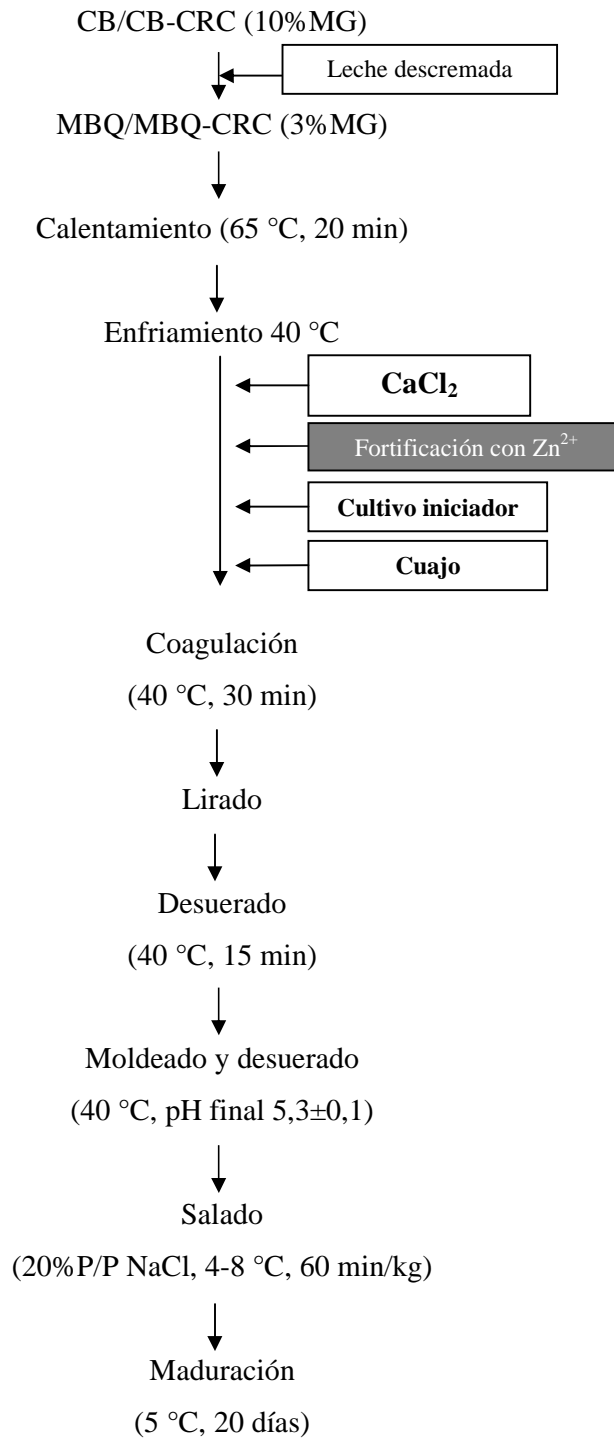 CB/CB-CRC (10%MG)
Leche descremada
MBQ/MBQ-CRC (3%MG)
Calentamiento (65 °C, 20 min)
Enfriamiento 40 °C
CaCl₂
Fortificación con Zn²⁺
Cultivo iniciador
Cuajo
Coagulación
(40 °C, 30 min)
Lirado
Desuerado
(40 °C, 15 min)
Moldeado y desuerado
(40 °C, pH final 5,3±0,1)
Salado
(20%P/P NaCl, 4-8 °C, 60 min/kg)
Maduración
(5 °C, 20 días)